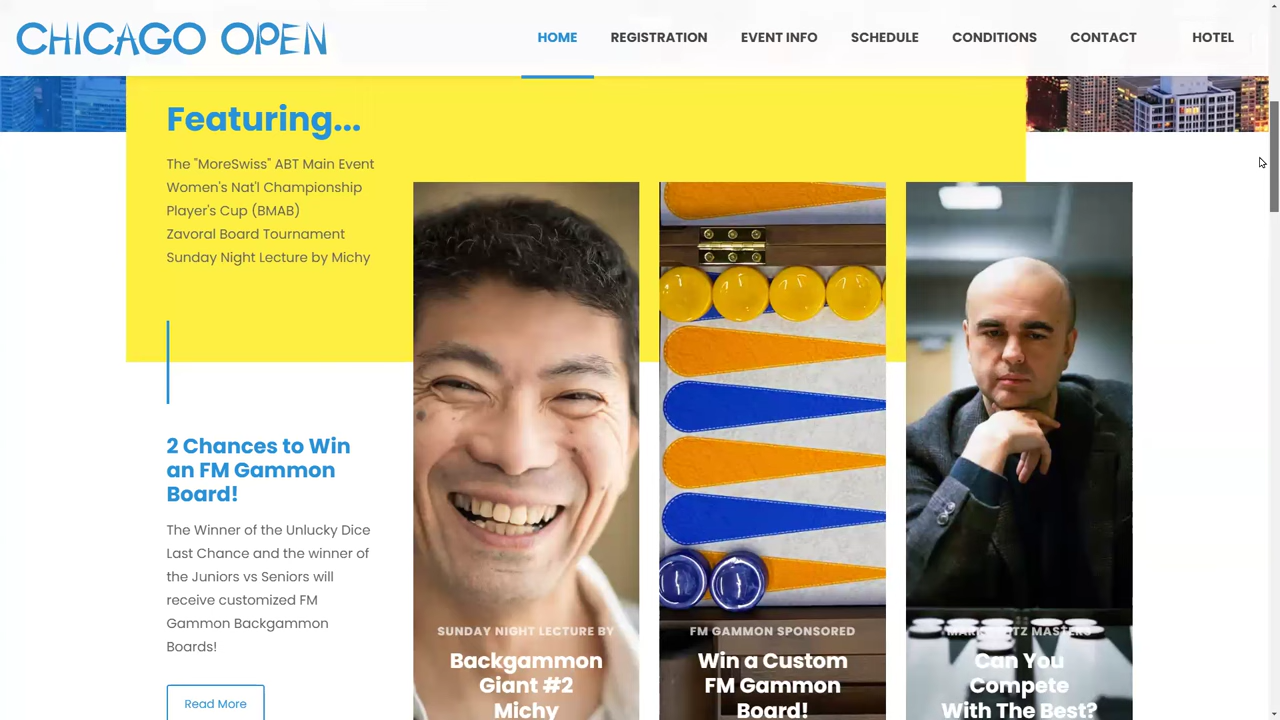 CHICAGO OPEN
HOME
REGISTRATION
EVENT INFO
SCHEDULE
CONDITIONS
CONTACT
HOTEL
Featuring...
The "MoreSwiss" ABT Main Event
Women's Nat'l Championship
Player's Cup (BMAB)
Zavoral Board Tournament
Sunday Night Lecture by Michy
2 Chances to Win
an FM Gammon
Board!
The Winner of the Unlucky Dice
Last Chance and the winner of
the Juniors vs Seniors will
receive customized FM
Gammon Backgammon
Boards!
Read More
SUNDAY NIGHT LECTURE BY
Backgammon
Giant #2
Michy
FM GAMMON SPONSORED
Win a Custom
FM Gammon
Board!
MASTERS
Can You
Compete
With The Best?